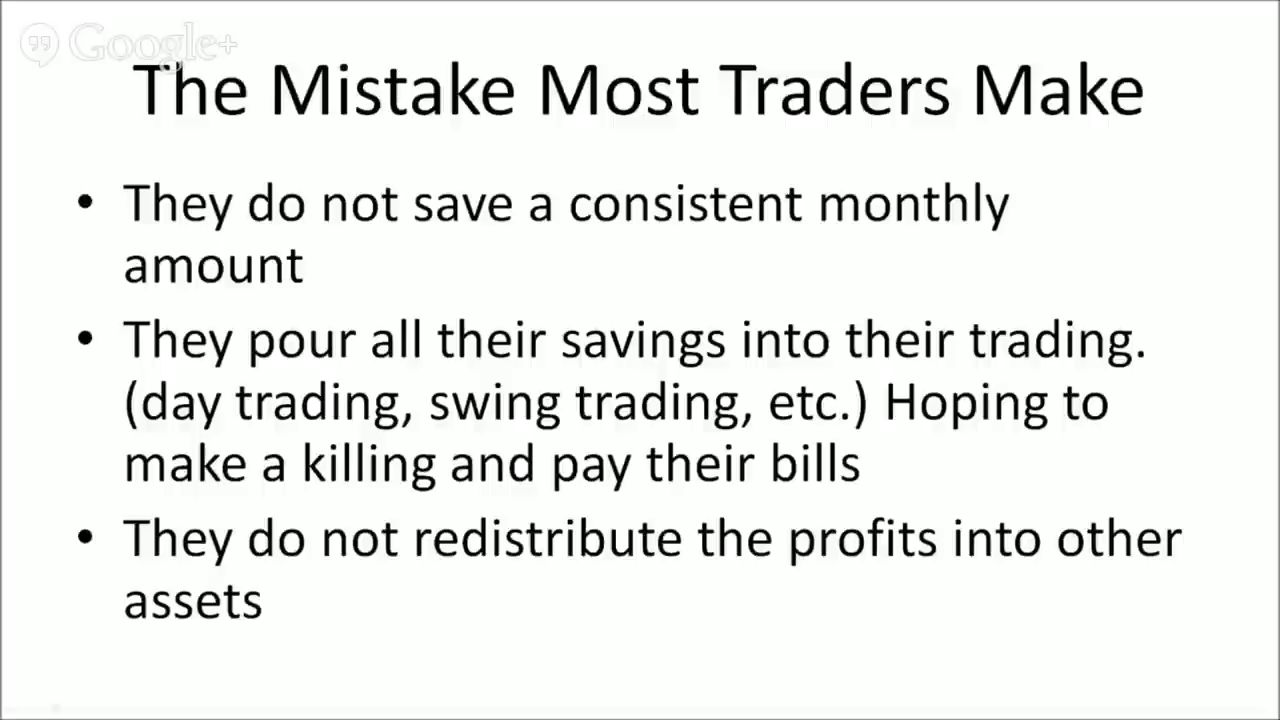 Google+
The Mistake Most Traders Make
• They do not save a consistent monthly
amount
• They pour all their savings into their trading.
(day trading, swing trading, etc.) Hoping to
make a killing and pay their bills
• They do not redistribute the profits into other
assets